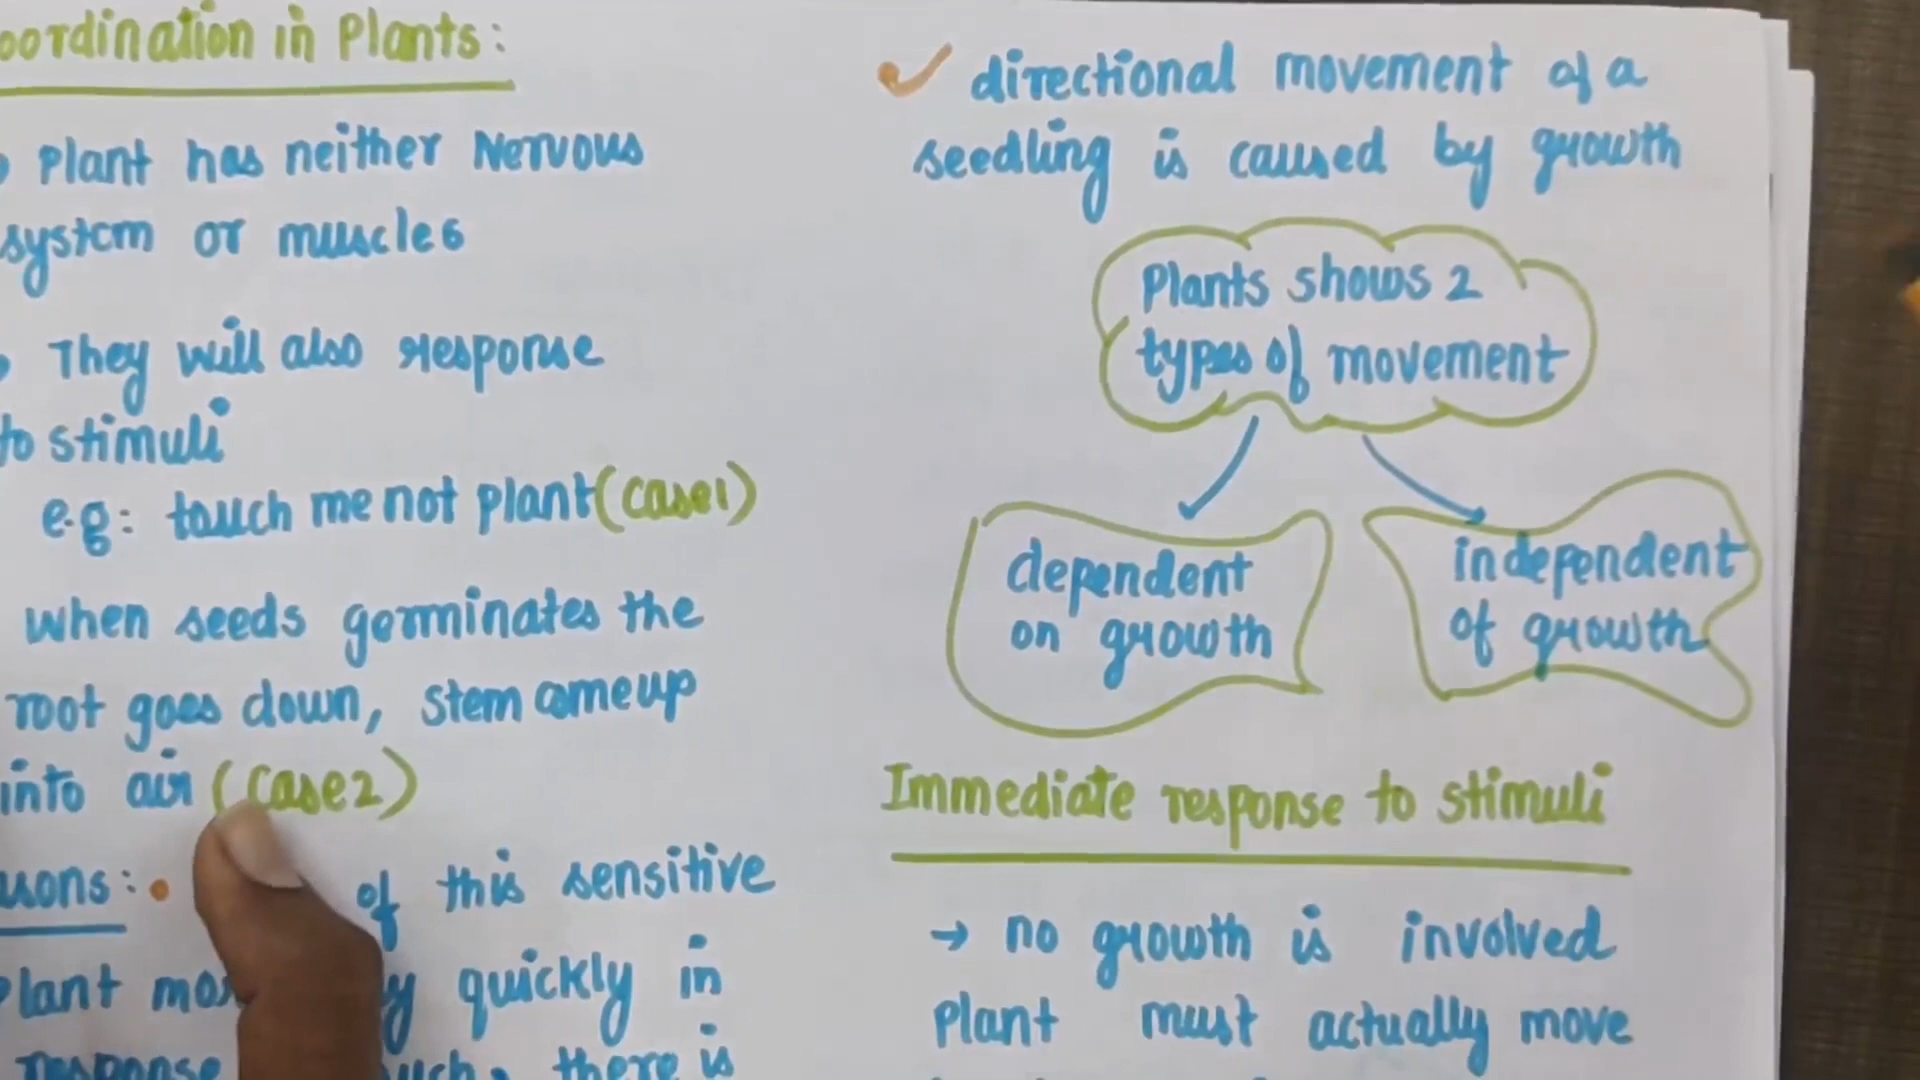 oordination in Plants:
Plant has neither Nervous
system or muscles
They will also response
to stimuli
e.g: touch me not plant (case1)
when seeds germinates the
root goes down, stem come up
into air (case2)
sons: of this sensitive
plant quickly in
response there is
✓ directional movement of a
seedling is caused by growth
Plants shows 2
types of movement
dependent
on growth
independent
of growth
Immediate response to stimuli
→ no growth is involved
plant must actually move